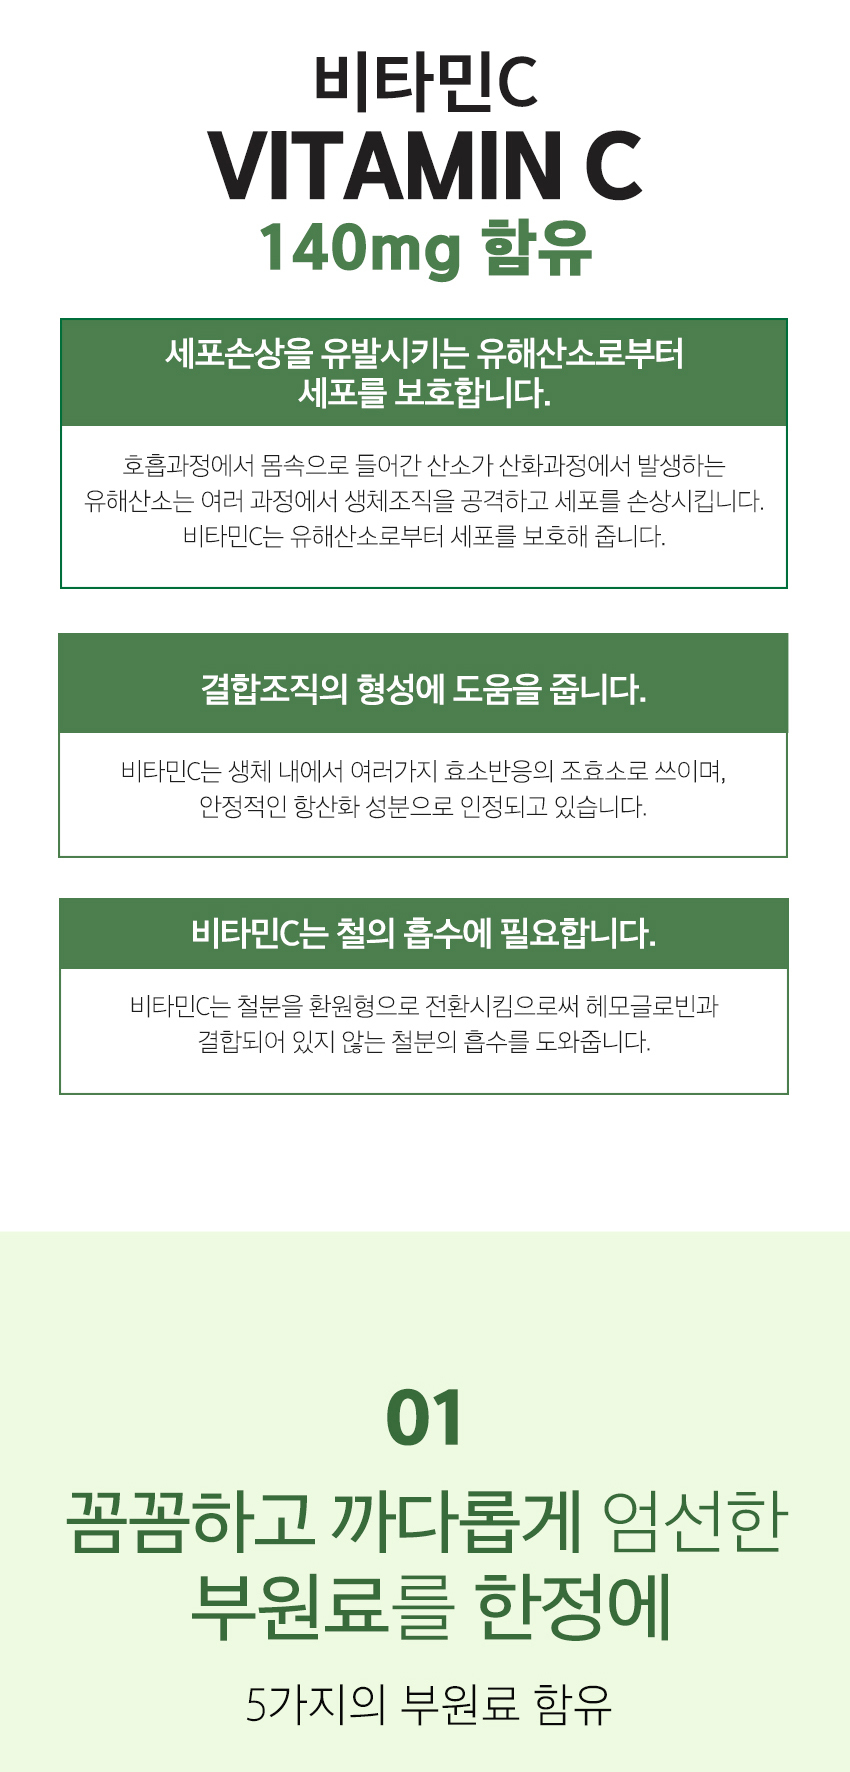 비타민C
VITAMIN C
140mg 함유
세포손상을 유발시키는 유해산소로부터
세포를 보호합니다.
호흡과정에서 몸속으로 들어간 산소가 산화과정에서 발생하는
유해산소는 여러 과정에서 생체조직을 공격하고 세포를 손상시킵니다.
비타민C는 유해산소로부터 세포를 보호해 줍니다.
결합조직의 형성에 도움을 줍니다.
비타민C는 생체 내에서 여러가지 효소반응의 조효소로 쓰이며,
안정적인 항산화 성분으로 인정되고 있습니다.
비타민C는 철의 흡수에 필요합니다.
비타민C는 철분을 환원형으로 전환시킴으로써 헤모글로빈과
결합되어 있지 않는 철분의 흡수를 도와줍니다.
01
꼼꼼하고 까다롭게 엄선한
부원료를 한정에
5가지의 부원료 함유